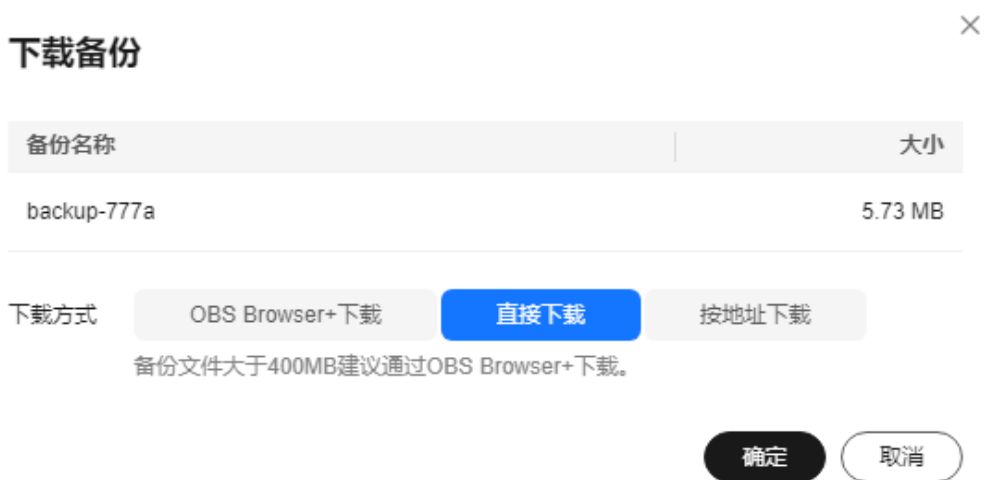 下载备份
备份名称 大小
backup-777a 5.73 MB
下载方式 OBS Browser+下载 直接下载 按地址下载
备份文件大于400MB建议通过OBS Browser+下载。
确定 取消